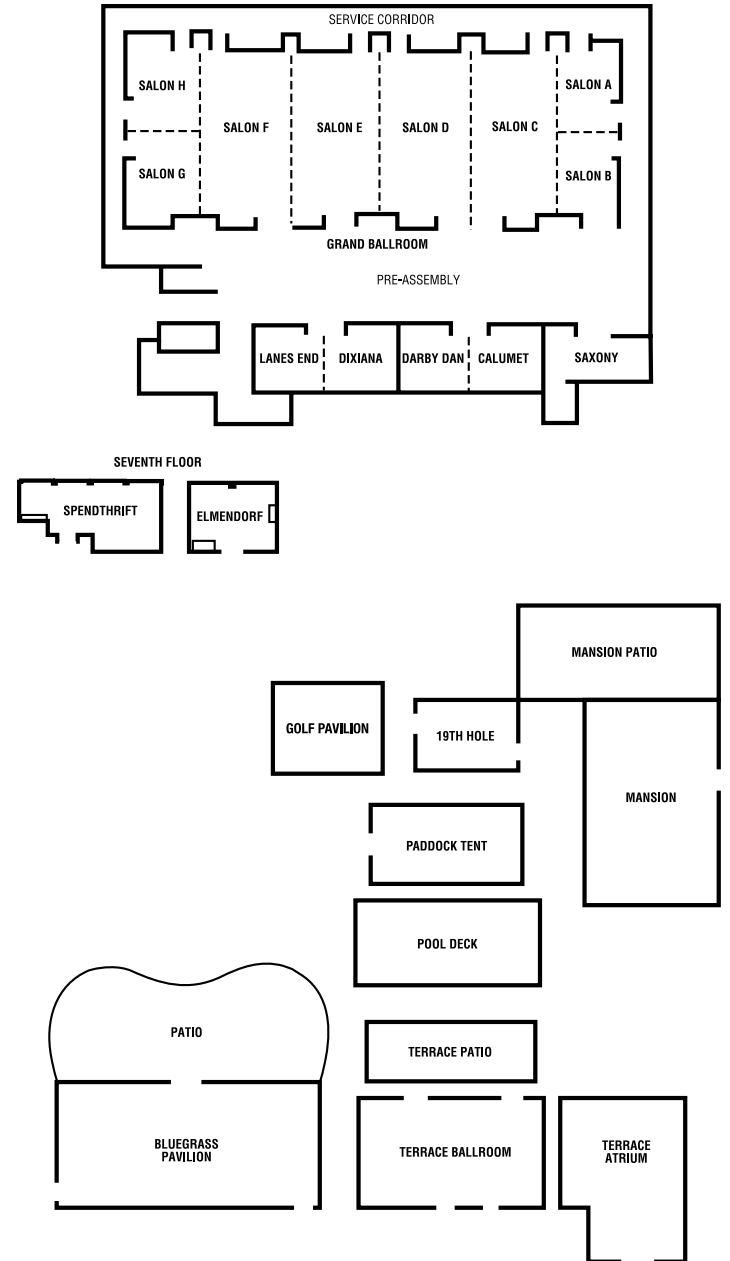 SERVICE CORRIDOR
SALON H
SALON A
SALON F
SALON E
SALON D
SALON C
SALON G
SALON B
GRAND BALLROOM
PRE-ASSEMBLY
LANES END
DIXIANA
DARBY DAN
CALUMET
SAXONY
SEVENTH FLOOR
SPENDTHRIFT
ELMENDORF
MANSION PATIO
GOLF PAVILION
19TH HOLE
MANSION
PADDOCK TENT
POOL DECK
PATIO
TERRACE PATIO
BLUEGRASS
PAVILION
TERRACE BALLROOM
TERRACE
ATRIUM